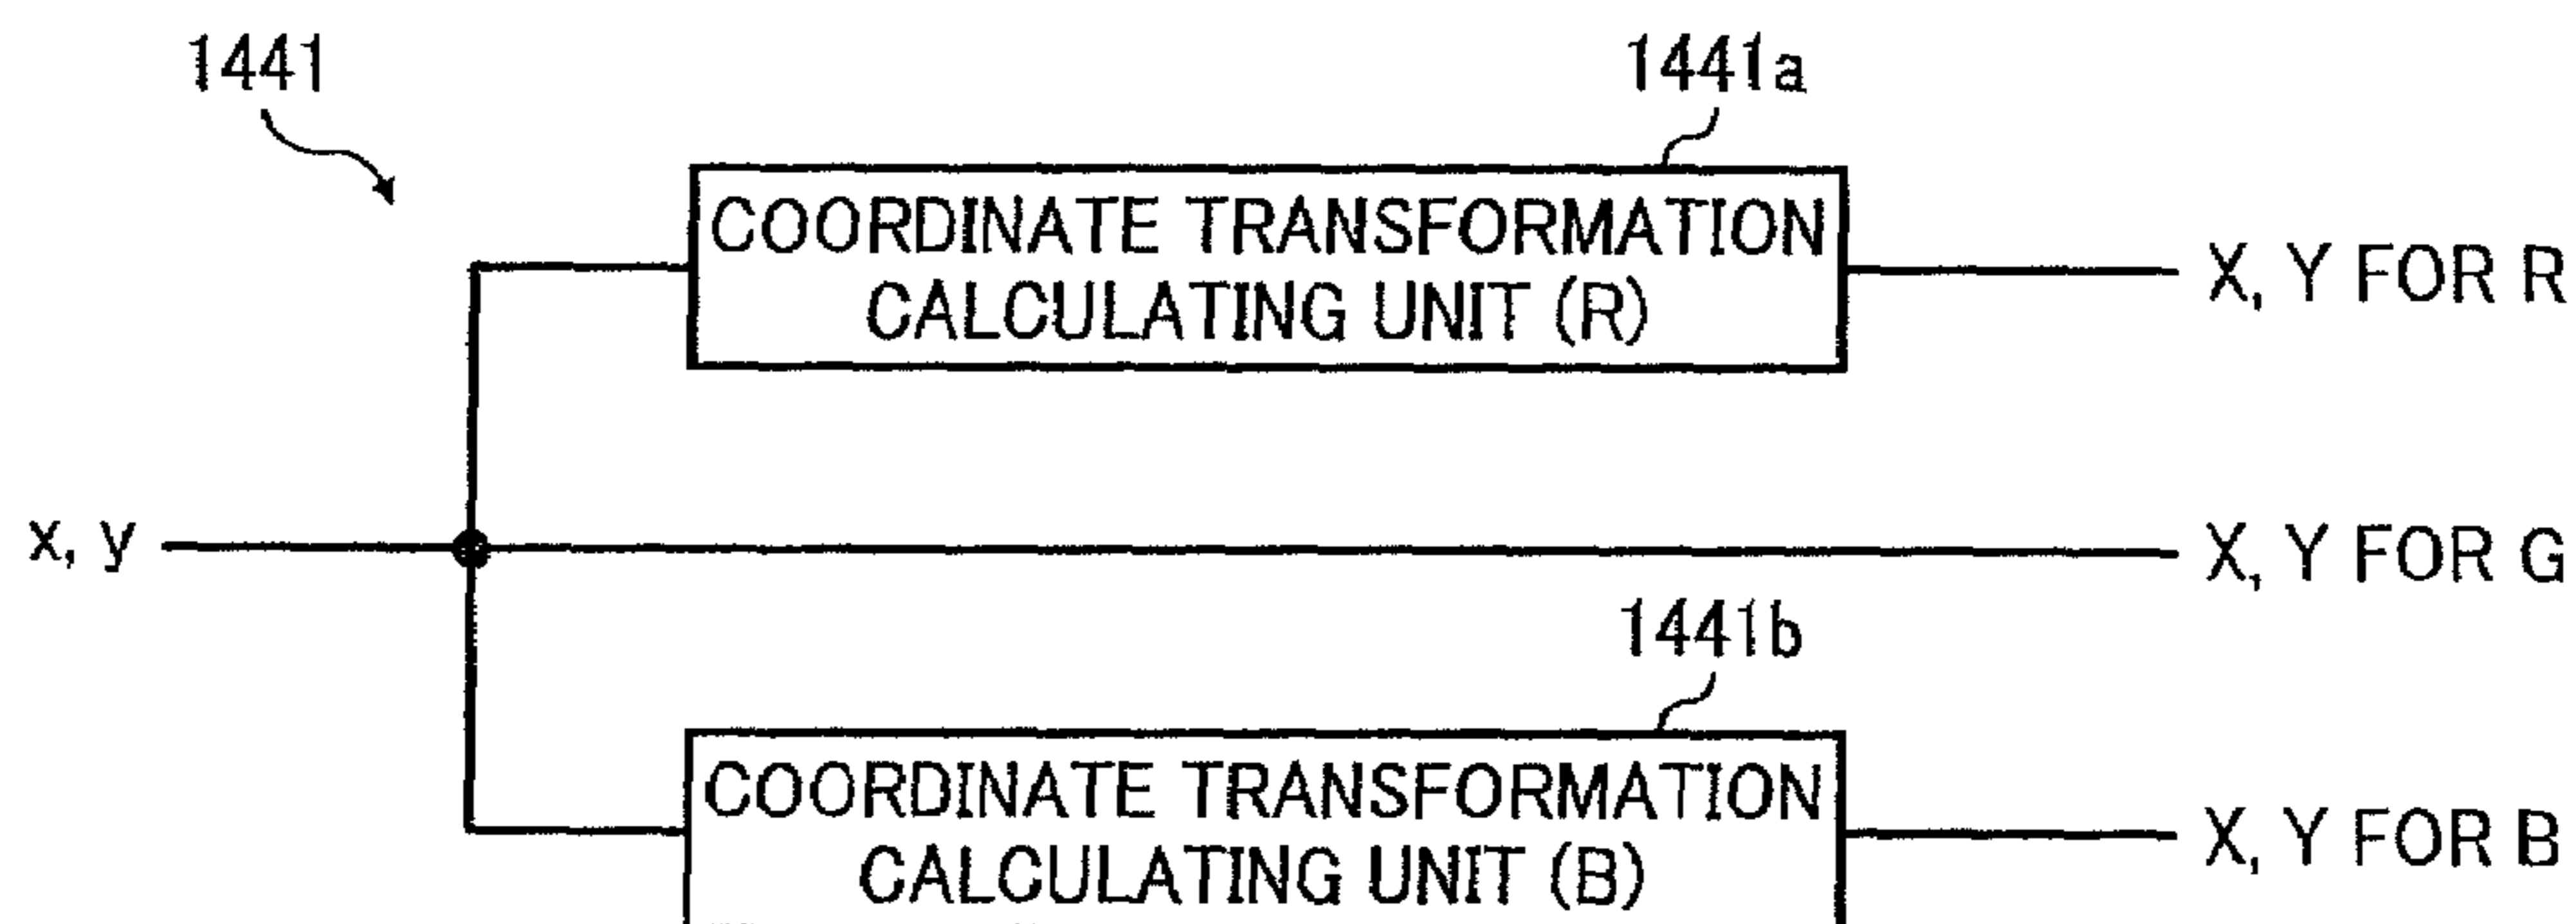 1441
1441a
COORDINATE TRANSFORMATION
CALCULATING UNIT (R)
X, Y FOR R
x, y
X, Y FOR G
1441b
COORDINATE TRANSFORMATION
CALCULATING UNIT (B)
X, Y FOR B